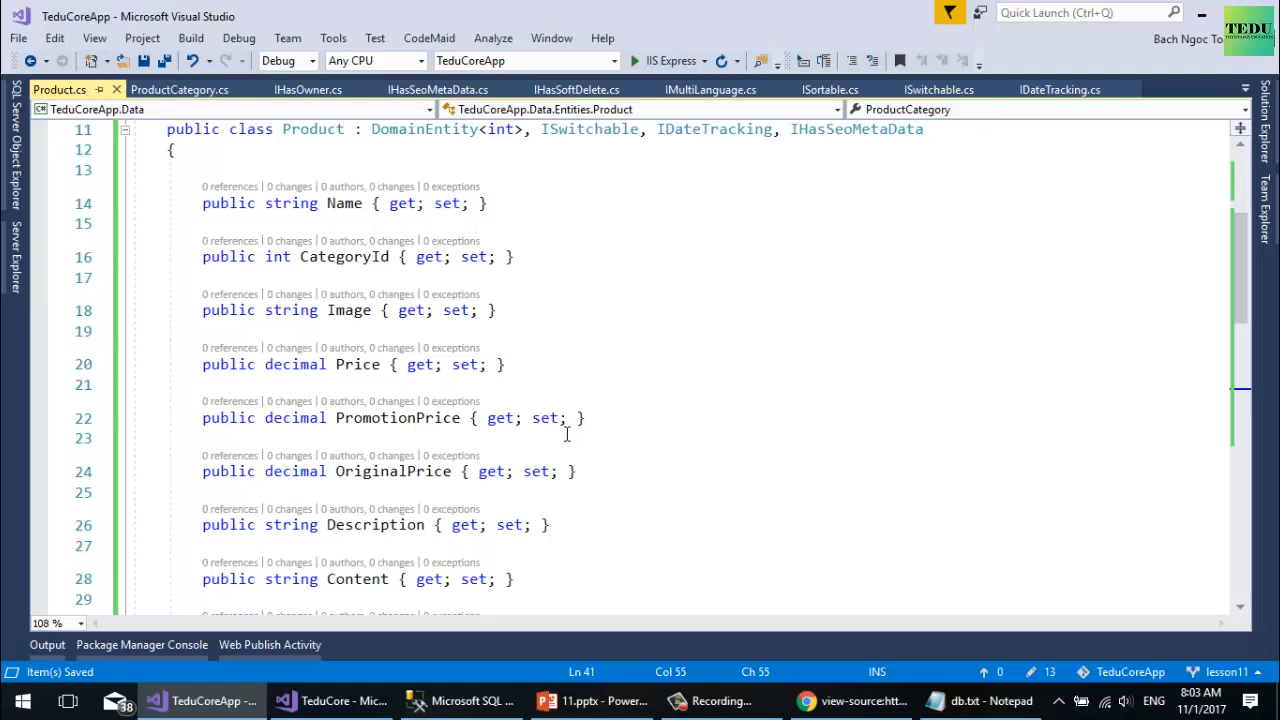 TeduCoreApp - Microsoft Visual Studio
Quick Launch (Ctrl+Q)
TEDU
File Edit View Project Build Debug Team Tools Test CodeMaid Analyze Window Help
Bach Ngoc To
Debug Any CPU TeduCoreApp IIS Express
Product.cs ProductCategory.cs IHasOwner.cs IHasSeoMetaData.cs IHasSoftDelete.cs IMultiLanguage.cs ISortable.cs ISwitchable.cs IDateTracking.cs
TeduCoreApp.Data TeduCoreApp.Data.Entities.Product ProductCategory
SQL Server Object Explorer
Server Explorer
Solution Explorer
Team Explorer
11 public class Product : DomainEntity<int>, ISwitchable, IDateTracking, IHasSeoMetaData
12 {
13
0 references | 0 changes | 0 authors, 0 changes | 0 exceptions
14 public string Name { get; set; }
15
0 references | 0 changes | 0 authors, 0 changes | 0 exceptions
16 public int CategoryId { get; set; }
17
0 references | 0 changes | 0 authors, 0 changes | 0 exceptions
18 public string Image { get; set; }
19
0 references | 0 changes | 0 authors, 0 changes | 0 exceptions
20 public decimal Price { get; set; }
21
0 references | 0 changes | 0 authors, 0 changes | 0 exceptions
22 public decimal PromotionPrice { get; set; }
23
0 references | 0 changes | 0 authors, 0 changes | 0 exceptions
24 public decimal OriginalPrice { get; set; }
25
0 references | 0 changes | 0 authors, 0 changes | 0 exceptions
26 public string Description { get; set; }
27
0 references | 0 changes | 0 authors, 0 changes | 0 exceptions
28 public string Content { get; set; }
29
108 %
Output Package Manager Console Web Publish Activity
Item(s) Saved Ln 41 Col 55 Ch 55 INS 0 13 TeduCoreApp lesson11
38 TeduCoreApp -... TeduCore - Mic... Microsoft SQL ... 11.pptx - Power... Recording... view-source:htt... db.txt - Notepad ENG 8:03 AM
11/1/2017